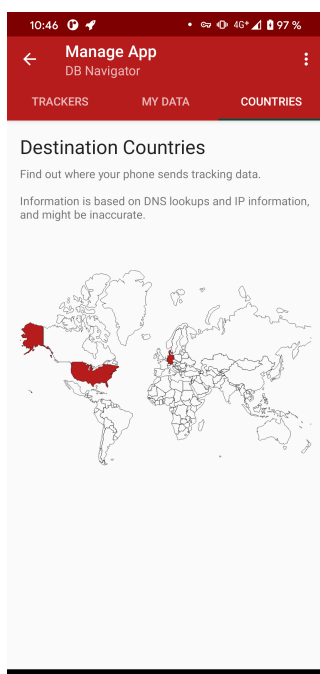 10:46 4G+ 97 %
Manage App
DB Navigator
TRACKERS MY DATA COUNTRIES
Destination Countries
Find out where your phone sends tracking data.
Information is based on DNS lookups and IP information,
and might be inaccurate.